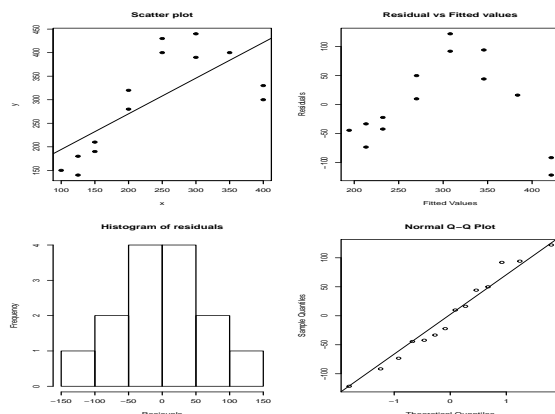 Scatter plot
y
150 200 250 300 350 400 450
100 150 200 250 300 350 400
x
Residual vs Fitted values
Residuals
−100 −50 0 50 100
200 250 300 350 400
Fitted Values
Histogram of residuals
Frequency
0 1 2 3 4
−150 −100 −50 0 50 100 150
Residuals
Normal Q−Q Plot
Sample Quantiles
−100 −50 0 50 100
−1 0 1
Theoretical Quantiles